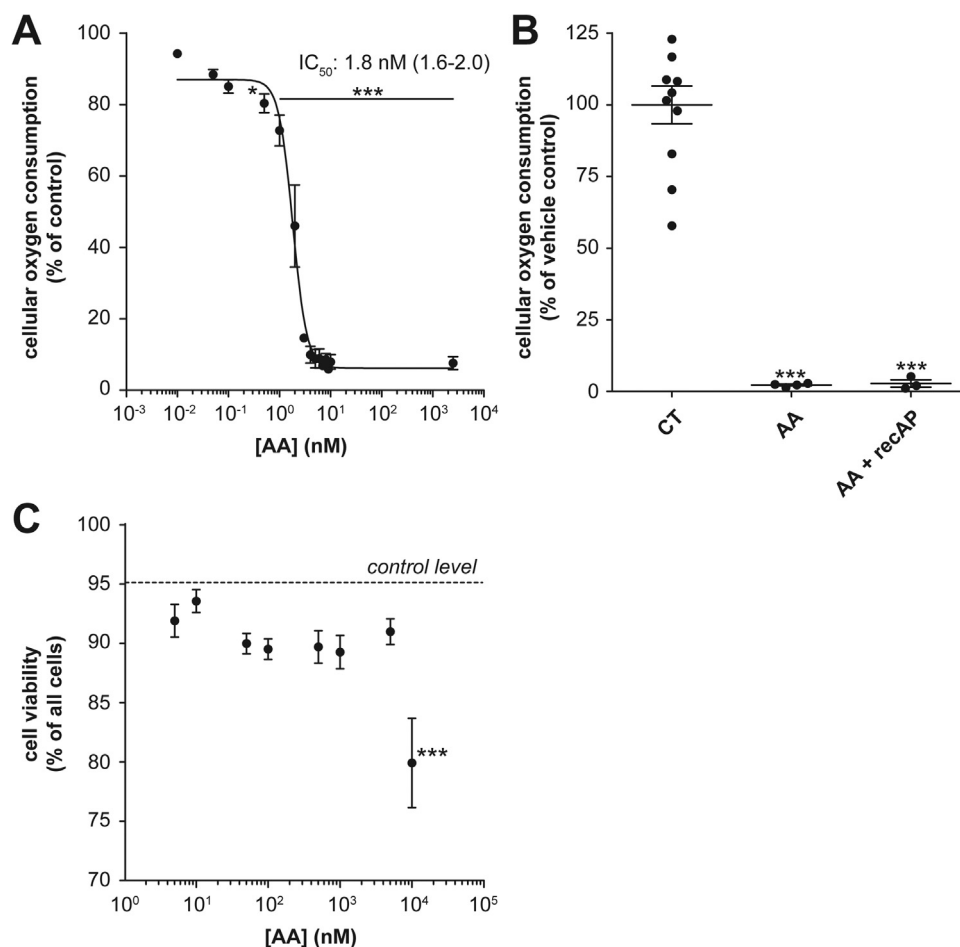 A
100
80
60
40
20
0
cellular oxygen consumption
(% of control)
IC50: 1.8 nM (1.6-2.0)
*
***
10-3
10-2
10-1
100
101
102
103
104
[AA] (nM)
B
125
100
75
50
25
0
cellular oxygen consumption
(% of vehicle control)
***
***
CT
AA
AA + recAP
C
100
95
90
85
80
75
70
cell viability
(% of all cells)
control level
***
100
101
102
103
104
105
[AA] (nM)